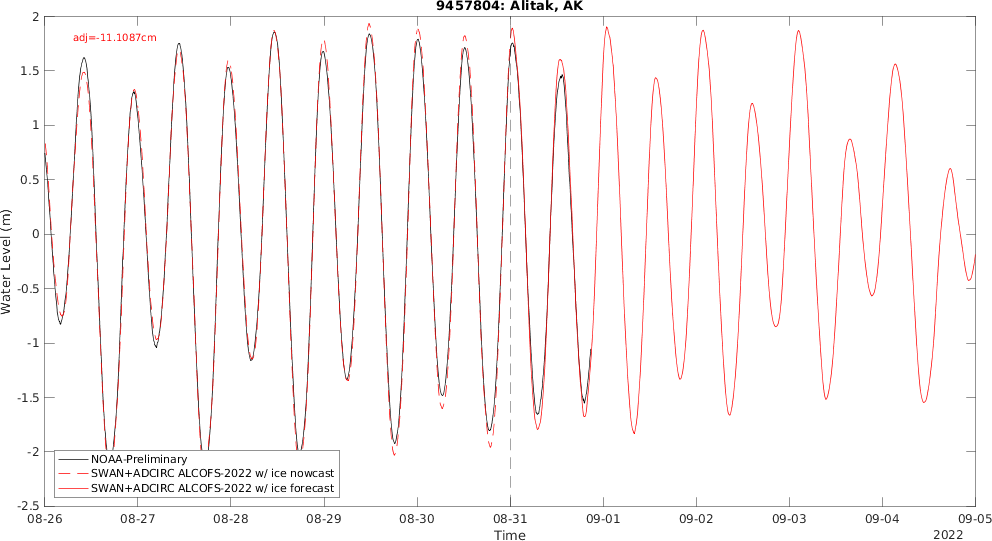 9457804: Alitak, AK
adj=-11.1087cm
2
1.5
1
0.5
0
-0.5
-1
-1.5
-2
-2.5
Water Level (m)
NOAA-Preliminary
SWAN+ADCIRC ALCOFS-2022 w/ ice nowcast
SWAN+ADCIRC ALCOFS-2022 w/ ice forecast
08-26 08-27 08-28 08-29 08-30 08-31 09-01 09-02 09-03 09-04 09-05
Time
2022